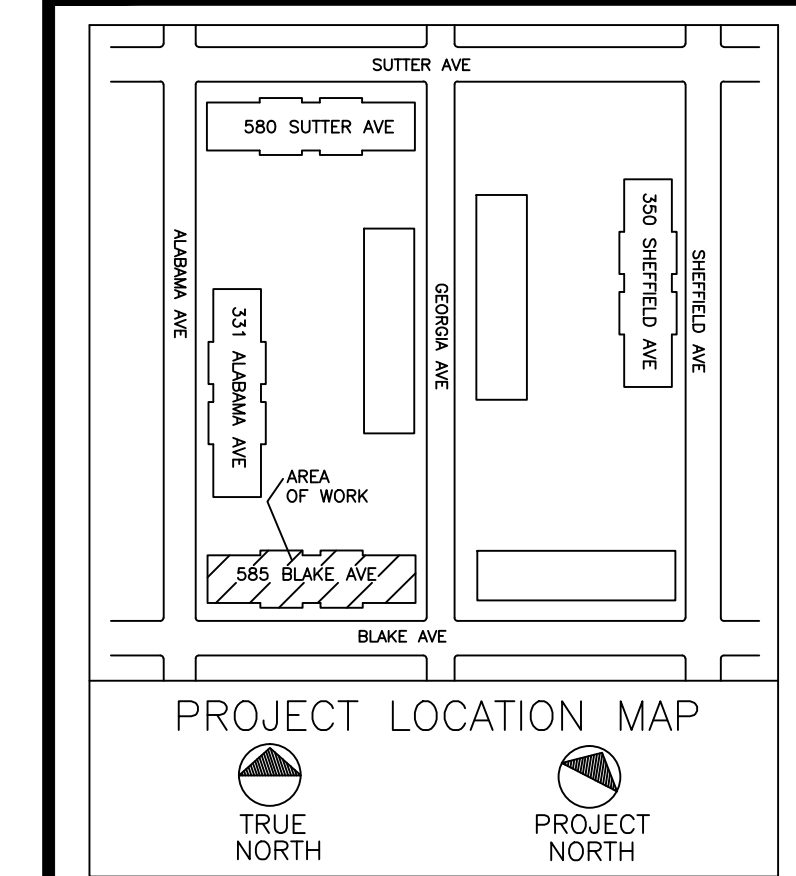 SUTTER AVE
580 SUTTER AVE
ALABAMA AVE
331 ALABAMA AVE
GEORGIA AVE
350 SHEFFIELD AVE
SHEFFIELD AVE
AREA
OF WORK
585 BLAKE AVE
BLAKE AVE
PROJECT LOCATION MAP
TRUE
NORTH
PROJECT
NORTH